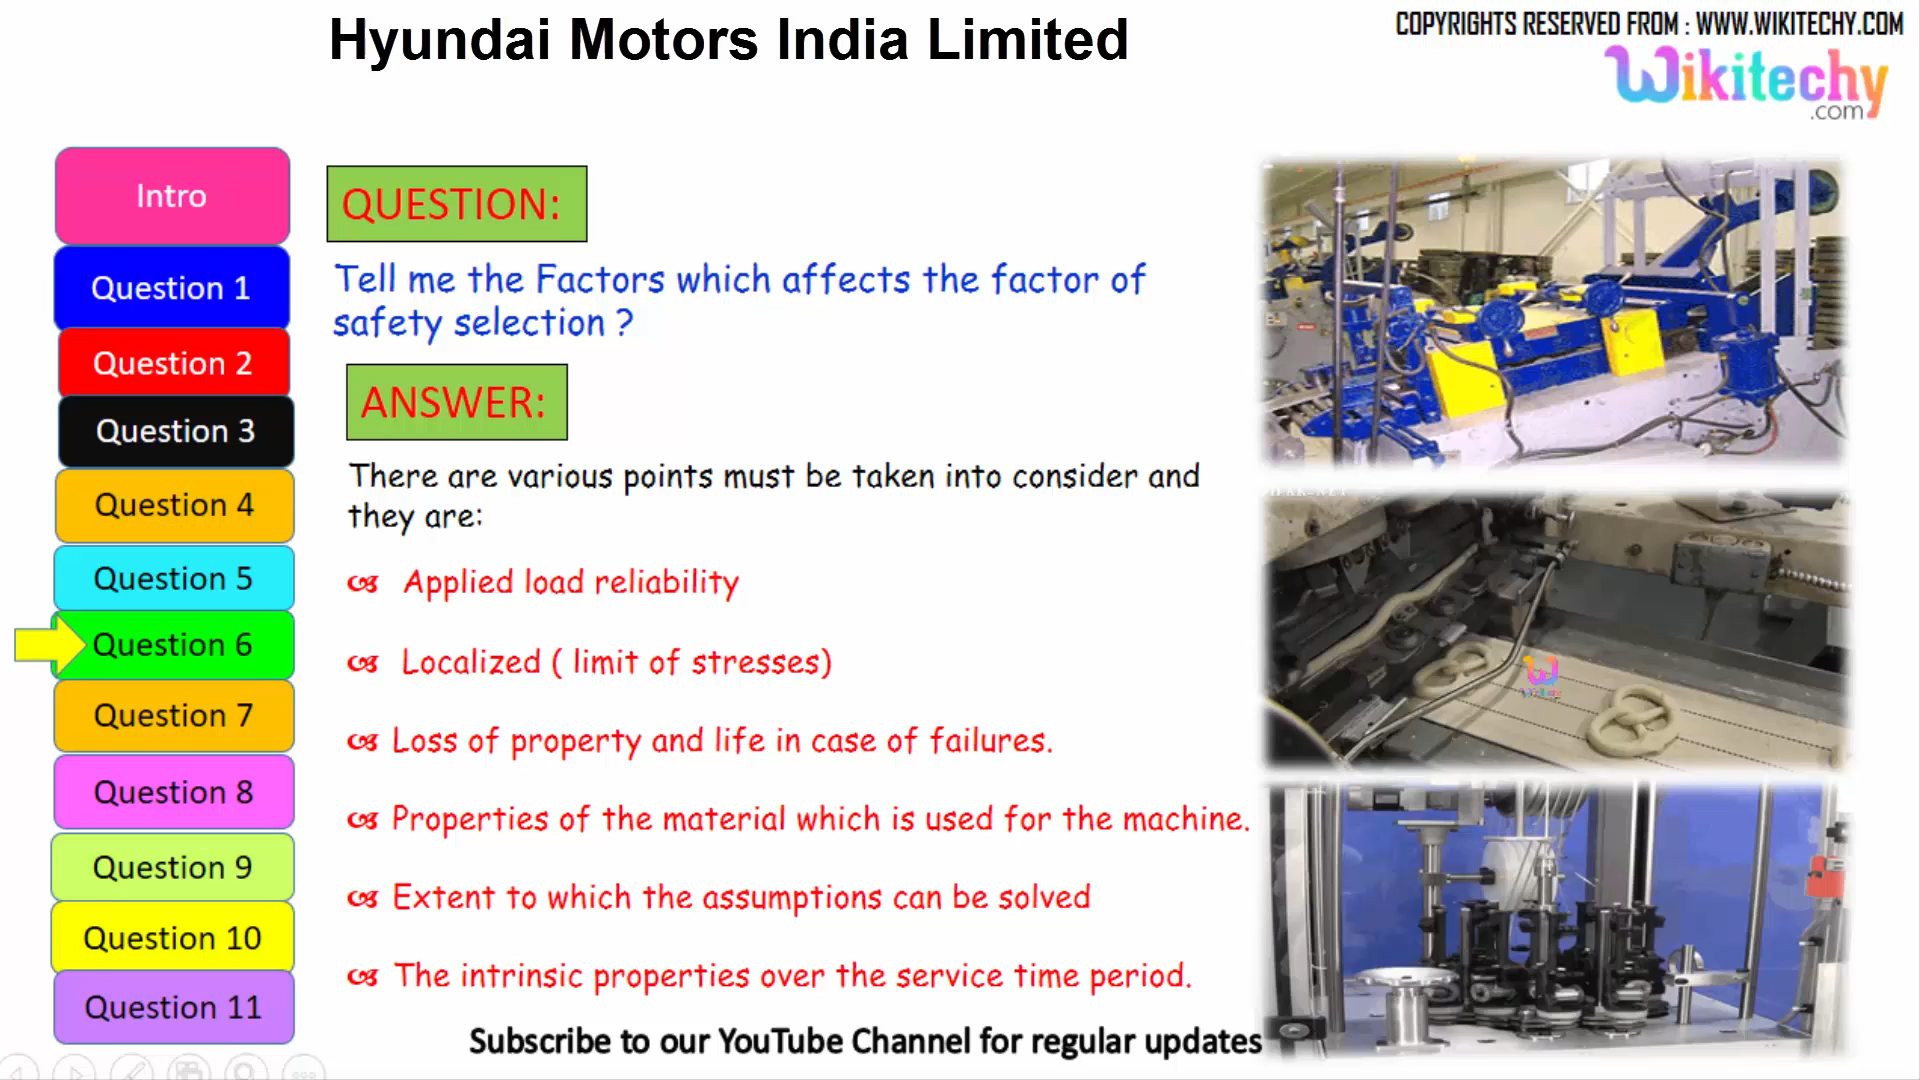 Hyundai Motors India Limited
COPYRIGHTS RESERVED FROM : WWW.WIKITECHY.COM
Wikitechy
.com
Intro
Question 1
Question 2
Question 3
Question 4
Question 5
Question 6
Question 7
Question 8
Question 9
Question 10
Question 11
QUESTION:
Tell me the Factors which affects the factor of
safety selection ?
ANSWER:
There are various points must be taken into consider and
they are:
Applied load reliability
Localized ( limit of stresses)
Loss of property and life in case of failures.
Properties of the material which is used for the machine.
Extent to which the assumptions can be solved
The intrinsic properties over the service time period.
Subscribe to our YouTube Channel for regular updates